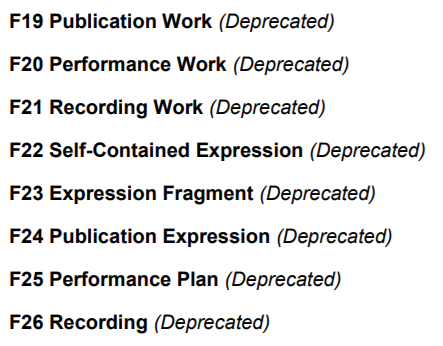 F19 Publication Work (Deprecated)
F20 Performance Work (Deprecated)
F21 Recording Work (Deprecated)
F22 Self-Contained Expression (Deprecated)
F23 Expression Fragment (Deprecated)
F24 Publication Expression (Deprecated)
F25 Performance Plan (Deprecated)
F26 Recording (Deprecated)